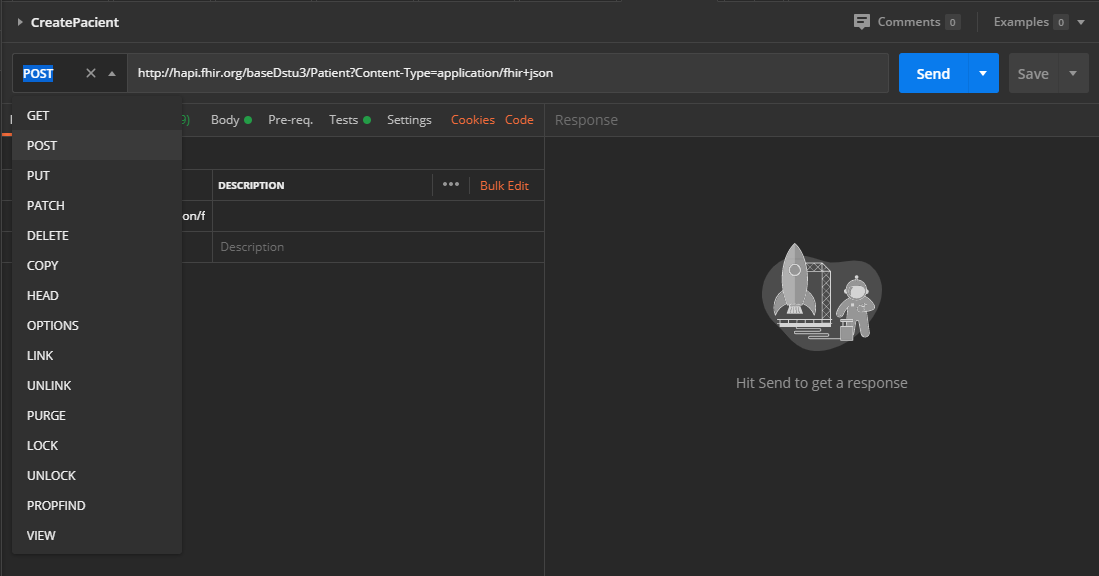 CreatePacient
Comments 0
Examples 0
POST
http://hapi.fhir.org/baseDstu3/Patient?Content-Type=application/fhir+json
Send
Save
9)
Body
Pre-req.
Tests
Settings
Cookies
Code
Response
DESCRIPTION
Bulk Edit
on/f
Description
GET
POST
PUT
PATCH
DELETE
COPY
HEAD
OPTIONS
LINK
UNLINK
PURGE
LOCK
UNLOCK
PROPFIND
VIEW
Hit Send to get a response